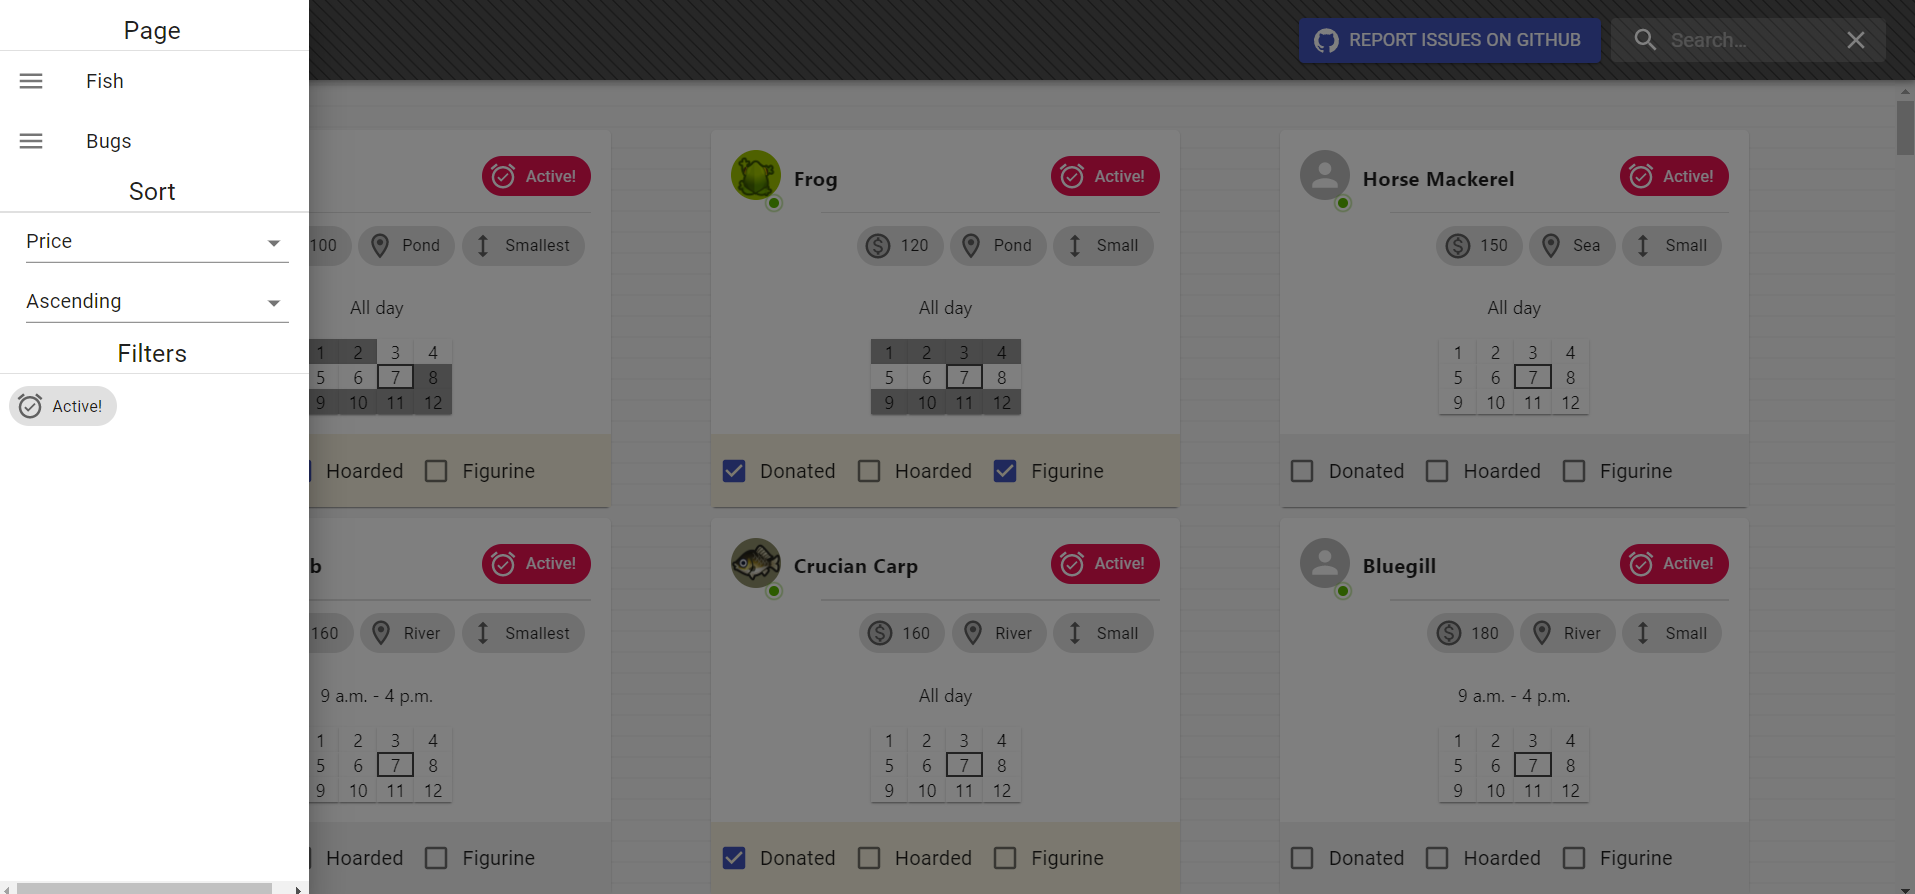 Page
Fish
Bugs
Sort
Price
Ascending
Filters
Active!
REPORT ISSUES ON GITHUB
Search...
Active!
100 Pond Smallest
All day
1 2 3 4
5 6 7 8
9 10 11 12
Hoarded Figurine
Frog Active!
120 Pond Small
All day
1 2 3 4
5 6 7 8
9 10 11 12
Donated Hoarded Figurine
Horse Mackerel Active!
150 Sea Small
All day
1 2 3 4
5 6 7 8
9 10 11 12
Donated Hoarded Figurine
b Active!
160 River Smallest
9 a.m. - 4 p.m.
1 2 3 4
5 6 7 8
9 10 11 12
Hoarded Figurine
Crucian Carp Active!
160 River Small
All day
1 2 3 4
5 6 7 8
9 10 11 12
Donated Hoarded Figurine
Bluegill Active!
180 River Small
9 a.m. - 4 p.m.
1 2 3 4
5 6 7 8
9 10 11 12
Donated Hoarded Figurine